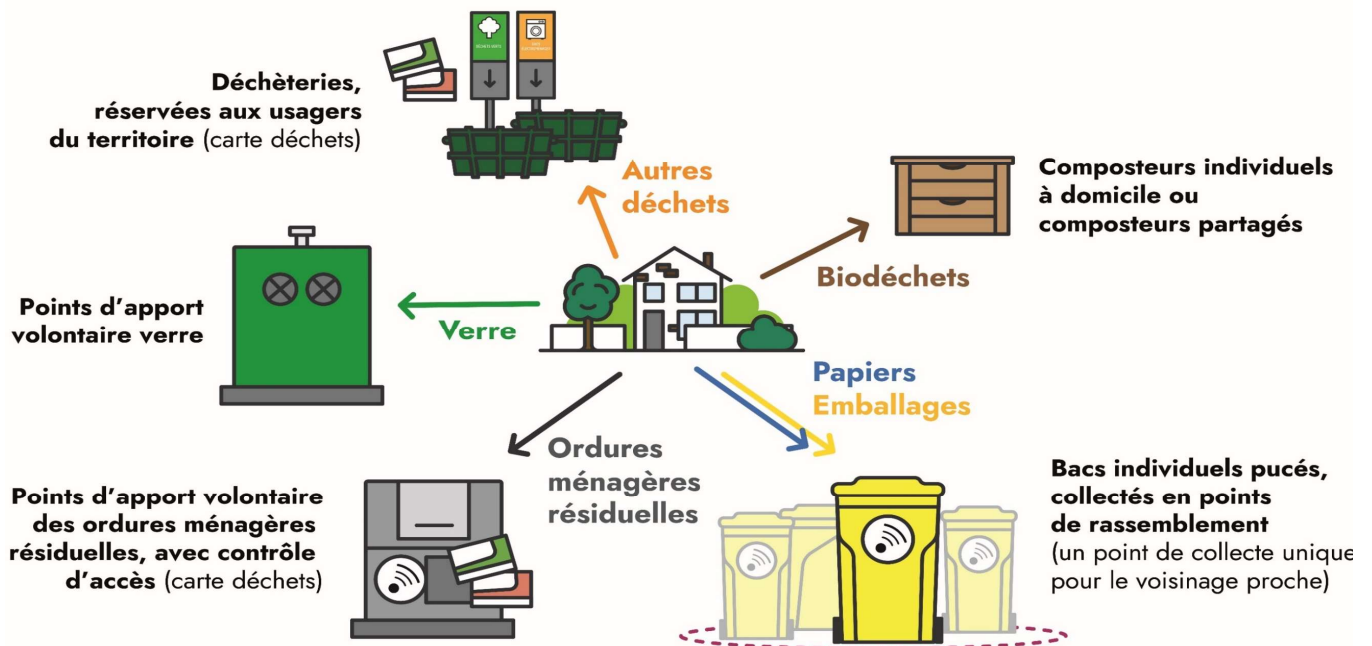 DÉCHETS VERTS
Déchèteries,
réservées aux usagers
du territoire (carte déchets)
Autres
déchets
Composteurs individuels
à domicile ou
composteurs partagés
Biodéchets
Points d’apport
volontaire verre
Verre
Papiers
Emballages
Ordures
ménagères
résiduelles
Points d’apport volontaire
des ordures ménagères
résiduelles, avec contrôle
d’accès (carte déchets)
Bacs individuels pucés,
collectés en points
de rassemblement
(un point de collecte unique
pour le voisinage proche)